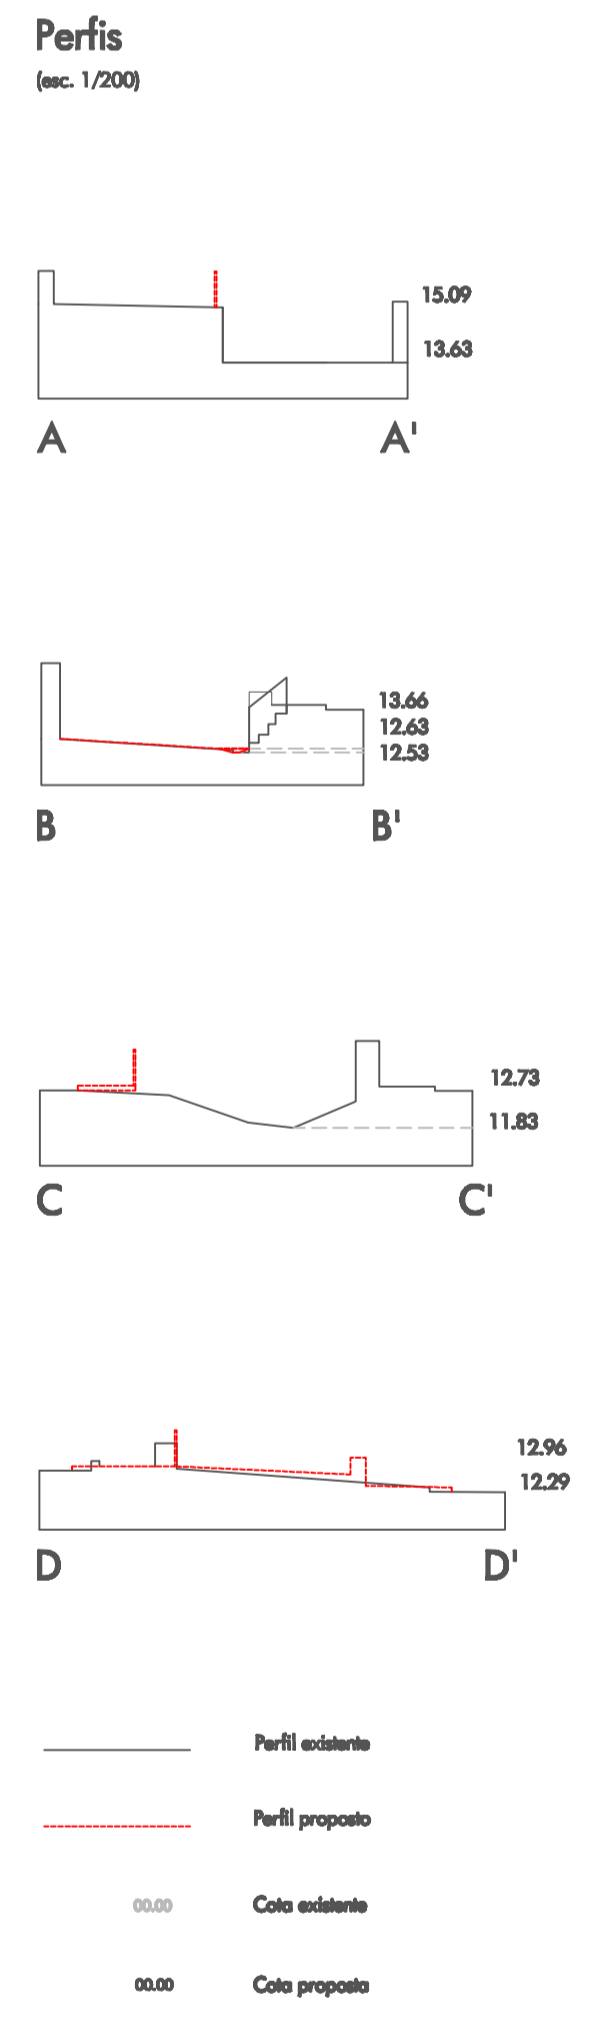 Perfis
(esc. 1/200)
15.09
13.63
A A'
13.66
12.63
12.53
B B'
12.73
11.83
C C'
12.96
12.29
D D'
Perfil existente
Perfil proposto
00.00 Cota existente
00.00 Cota proposta